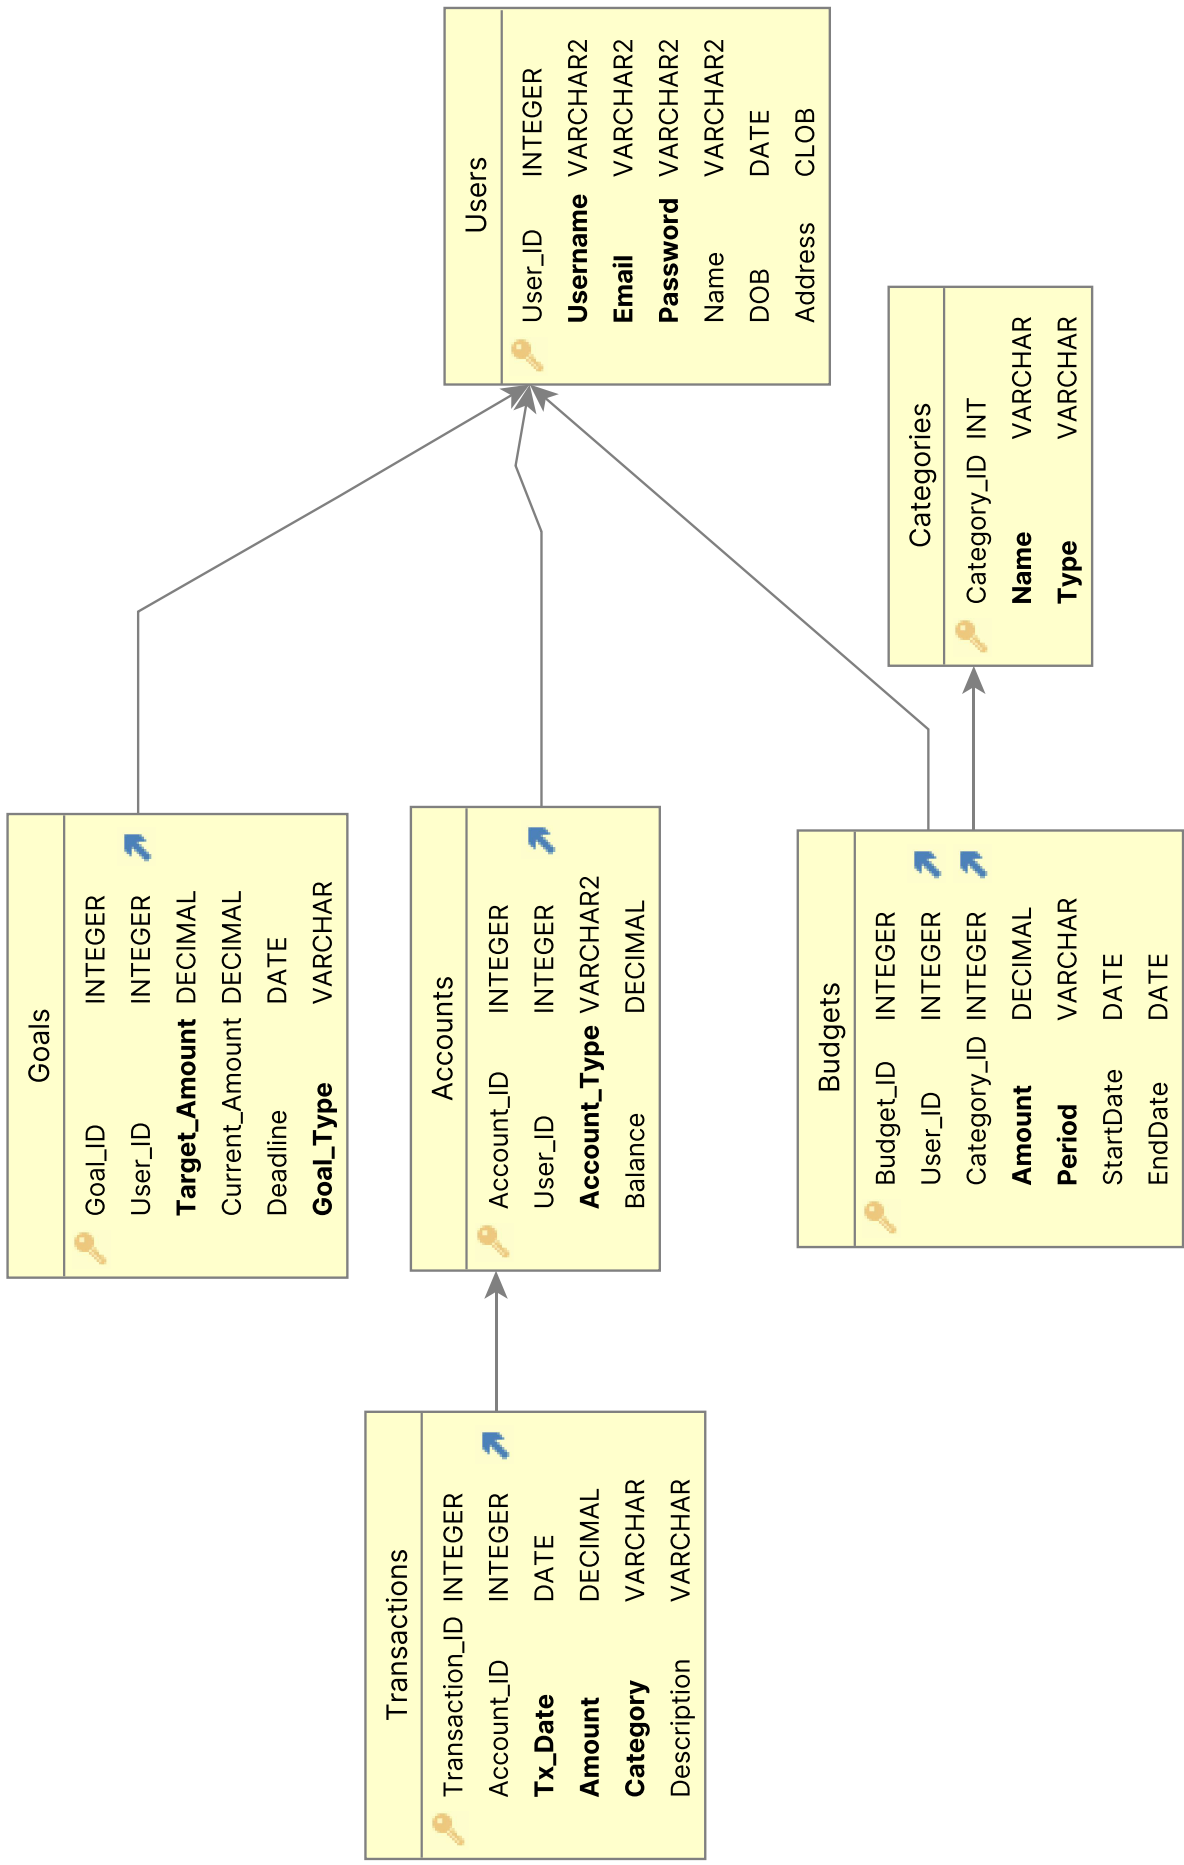 Users
User_ID INTEGER
Username VARCHAR2
Email VARCHAR2
Password VARCHAR2
Name VARCHAR2
DOB DATE
Address CLOB
Categories
Category_ID INT
Name VARCHAR
Type VARCHAR
Goals
Goal_ID INTEGER
User_ID INTEGER
Target_Amount DECIMAL
Current_Amount DECIMAL
Deadline DATE
Goal_Type VARCHAR
Accounts
Account_ID INTEGER
User_ID INTEGER
Account_Type VARCHAR2
Balance DECIMAL
Budgets
Budget_ID INTEGER
User_ID INTEGER
Category_ID INTEGER
Amount DECIMAL
Period VARCHAR
StartDate DATE
EndDate DATE
Transactions
Transaction_ID INTEGER
Account_ID INTEGER
Tx_Date DATE
Amount DECIMAL
Category VARCHAR
Description VARCHAR